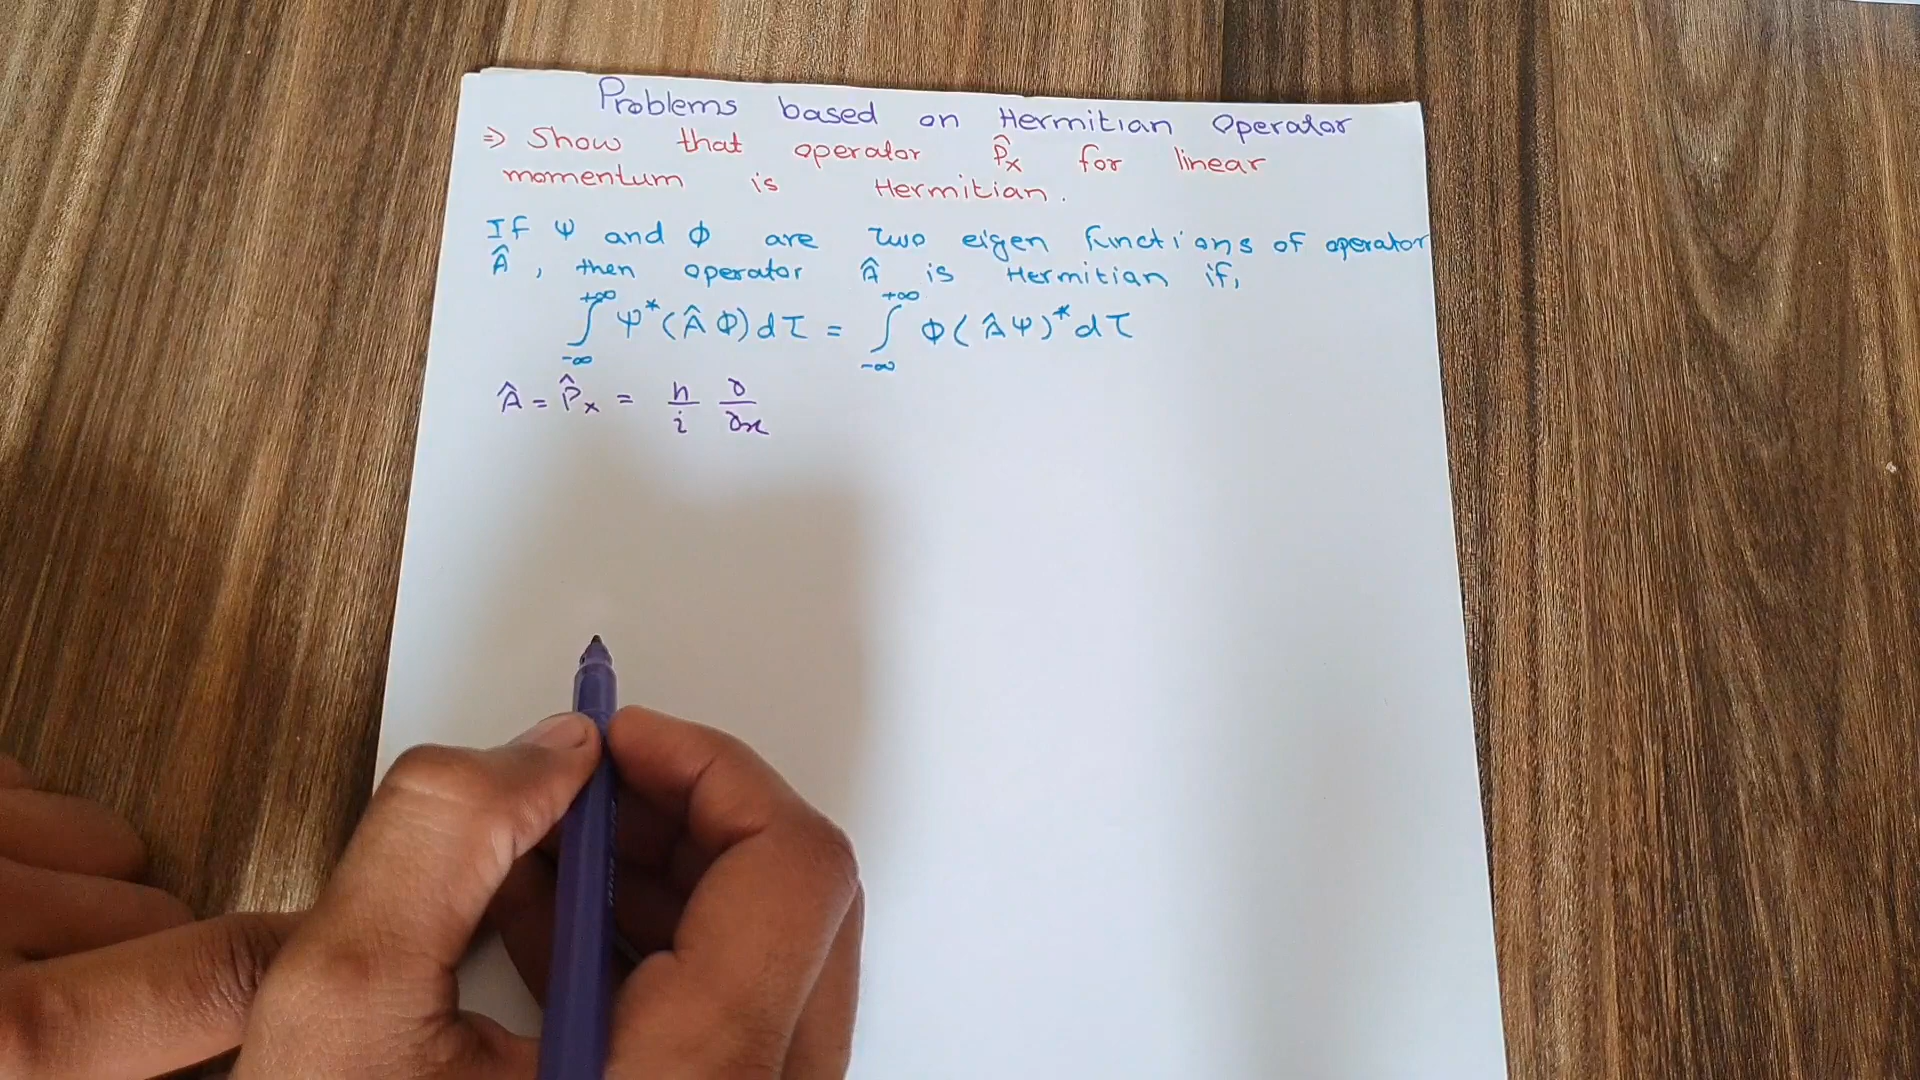 Problems based on Hermitian Operator
⇒ Show that operator P̂x for linear
momentum is Hermitian.
If Ψ and Φ are two eigen functions of operator
Â, then operator Â is Hermitian if,
∫_{-∞}^{+∞} Ψ*(ÂΦ)dτ = ∫_{-∞}^{+∞} Φ(ÂΨ)*dτ
Â = P̂x = h/i ∂/∂x